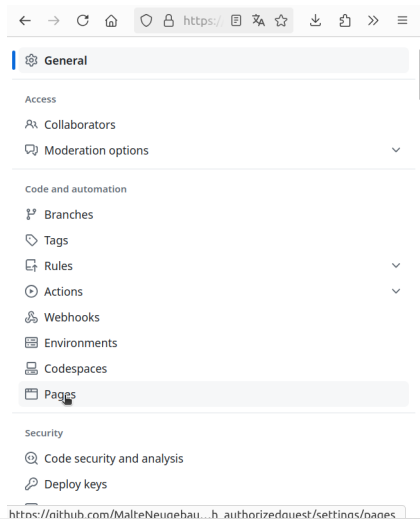 https:/
General
Access
Collaborators
Moderation options
Code and automation
Branches
Tags
Rules
Actions
Webhooks
Environments
Codespaces
Pages
Security
Code security and analysis
Deploy keys
https://github.com/MalteNeugebau…h_authorizedguest/settings/pages